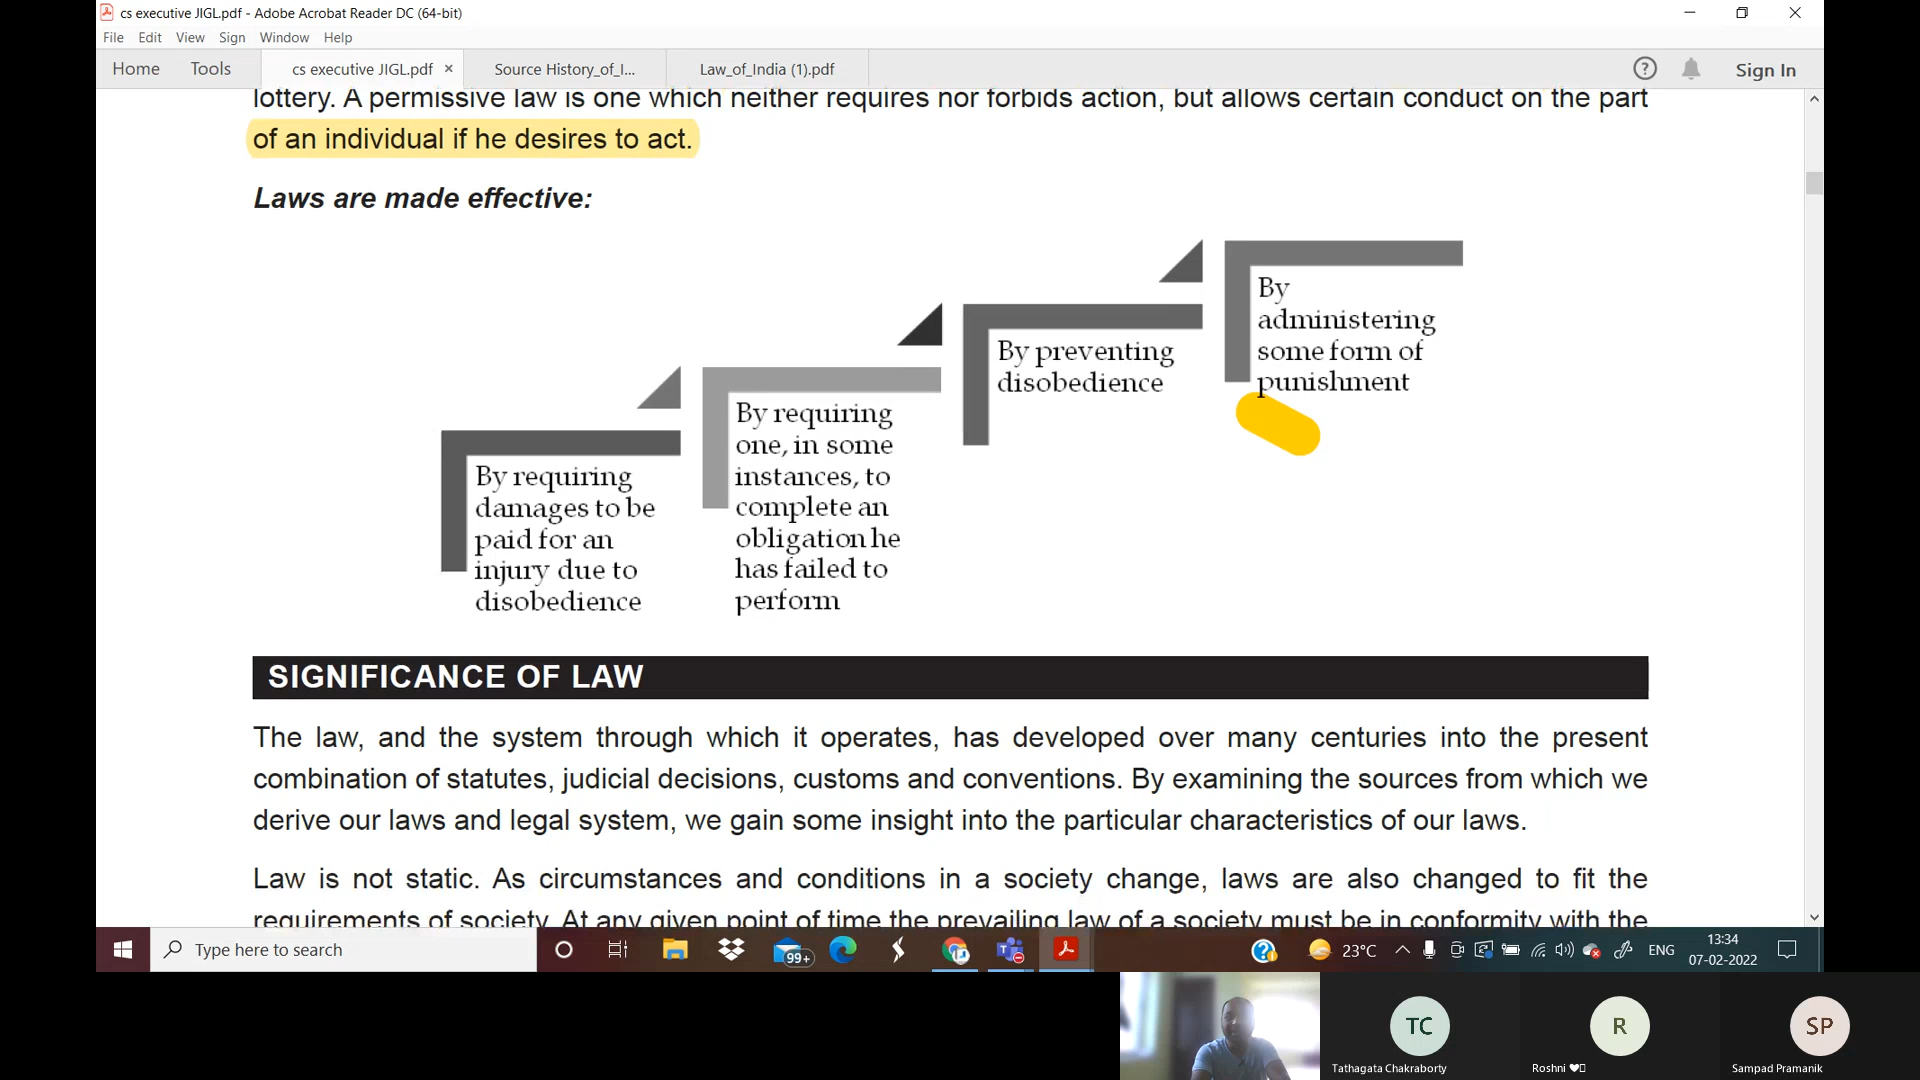 cs executive JIGL.pdf - Adobe Acrobat Reader DC (64-bit)
File Edit View Sign Window Help
Home Tools cs executive JIGL.pdf × Source History_of_I... Law_of_India (1).pdf ? Sign In
lottery. A permissive law is one which neither requires nor forbids action, but allows certain conduct on the part
of an individual if he desires to act.
Laws are made effective:
By requiring
damages to be
paid for an
injury due to
disobedience
By requiring
one, in some
instances, to
complete an
obligation he
has failed to
perform
By preventing
disobedience
By
administering
some form of
punishment
SIGNIFICANCE OF LAW
The law, and the system through which it operates, has developed over many centuries into the present
combination of statutes, judicial decisions, customs and conventions. By examining the sources from which we
derive our laws and legal system, we gain some insight into the particular characteristics of our laws.
Law is not static. As circumstances and conditions in a society change, laws are also changed to fit the
requirements of society. At any given point of time the prevailing law of a society must be in conformity with the
Type here to search 99+ 23°C ENG 13:34
07-02-2022
TC R SP
Tathagata Chakraborty Roshni ❤ Sampad Pramanik